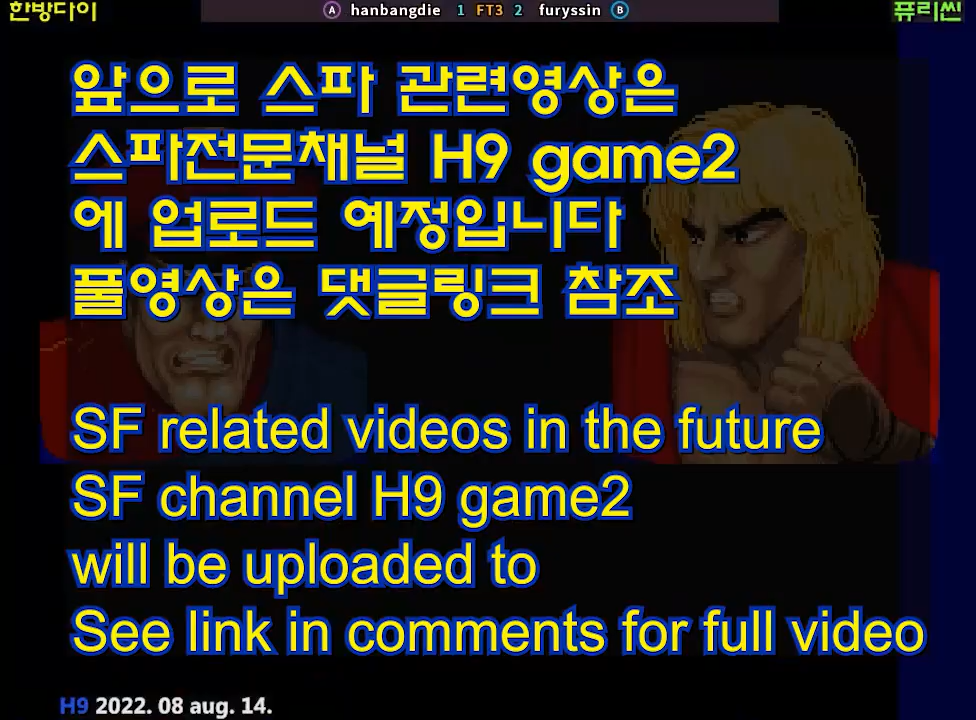 한방다이
A hanbangdie 1 FT3 2 furyssin B
퓨리씬
앞으로 스파 관련영상은
스파전문채널 H9 game2
에 업로드 예정입니다
풀영상은 댓글링크 참조
SF related videos in the future
SF channel H9 game2
will be uploaded to
See link in comments for full video
H9 2022. 08 aug. 14.